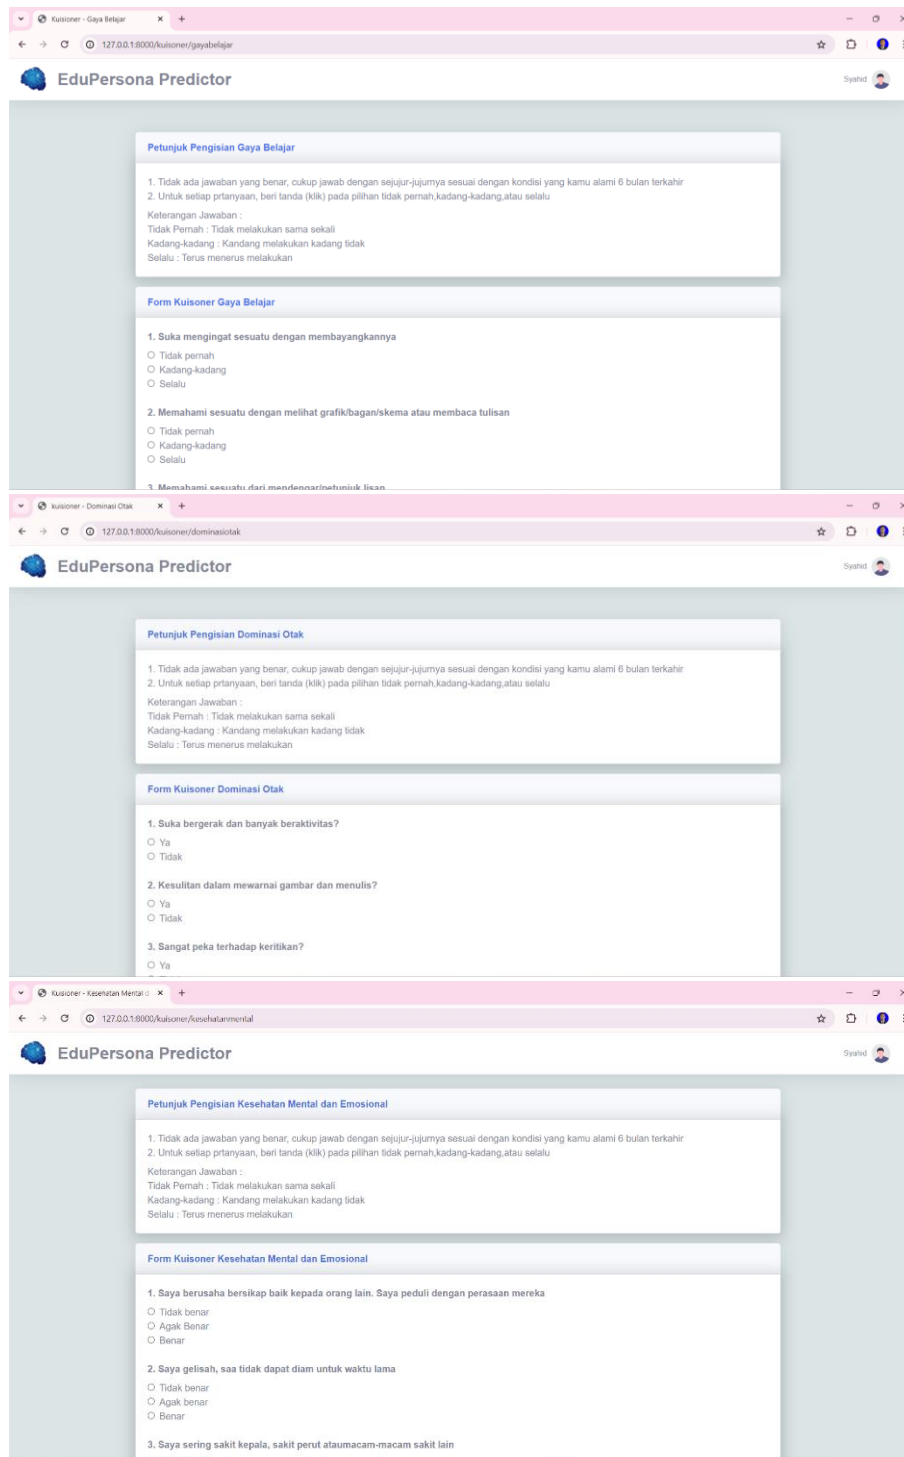 Kuisioner - Gaya Belajar
127.0.0.1:8000/kuisoner/gayabelajar
EduPersona Predictor
Syahid
Petunjuk Pengisian Gaya Belajar
1. Tidak ada jawaban yang benar, cukup jawab dengan sejujur-jujurnya sesuai dengan kondisi yang kamu alami 6 bulan terkahir
2. Untuk setiap prtanyaan, beri tanda (klik) pada pilihan tidak pernah,kadang-kadang,atau selalu
Keterangan Jawaban :
Tidak Pernah : Tidak melakukan sama sekali
Kadang-kadang : Kandang melakukan kadang tidak
Selalu : Terus menerus melakukan
Form Kuisoner Gaya Belajar
1. Suka mengingat sesuatu dengan membayangkannya
Tidak pernah
Kadang-kadang
Selalu
2. Memahami sesuatu dengan melihat grafik/bagan/skema atau membaca tulisan
Tidak pernah
Kadang-kadang
Selalu
3. Memahami sesuatu dari mendengar/petunjuk lisan
kuisioner - Dominasi Otak
127.0.0.1:8000/kuisoner/dominasiotak
EduPersona Predictor
Syahid
Petunjuk Pengisian Dominasi Otak
1. Tidak ada jawaban yang benar, cukup jawab dengan sejujur-jujurnya sesuai dengan kondisi yang kamu alami 6 bulan terkahir
2. Untuk setiap prtanyaan, beri tanda (klik) pada pilihan tidak pernah,kadang-kadang,atau selalu
Keterangan Jawaban :
Tidak Pernah : Tidak melakukan sama sekali
Kadang-kadang : Kandang melakukan kadang tidak
Selalu : Terus menerus melakukan
Form Kuisoner Dominasi Otak
1. Suka bergerak dan banyak beraktivitas?
Ya
Tidak
2. Kesulitan dalam mewarnai gambar dan menulis?
Ya
Tidak
3. Sangat peka terhadap keritikan?
Ya
Kuisioner - Kesehatan Mental d
127.0.0.1:8000/kuisoner/kesehatanmental
EduPersona Predictor
Syahid
Petunjuk Pengisian Kesehatan Mental dan Emosional
1. Tidak ada jawaban yang benar, cukup jawab dengan sejujur-jujurnya sesuai dengan kondisi yang kamu alami 6 bulan terkahir
2. Untuk setiap prtanyaan, beri tanda (klik) pada pilihan tidak pernah,kadang-kadang,atau selalu
Keterangan Jawaban :
Tidak Pernah : Tidak melakukan sama sekali
Kadang-kadang : Kandang melakukan kadang tidak
Selalu : Terus menerus melakukan
Form Kuisoner Kesehatan Mental dan Emosional
1. Saya berusaha bersikap baik kepada orang lain. Saya peduli dengan perasaan mereka
Tidak benar
Agak Benar
Benar
2. Saya gelisah, saa tidak dapat diam untuk waktu lama
Tidak benar
Agak benar
Benar
3. Saya sering sakit kepala, sakit perut ataumacam-macam sakit lain